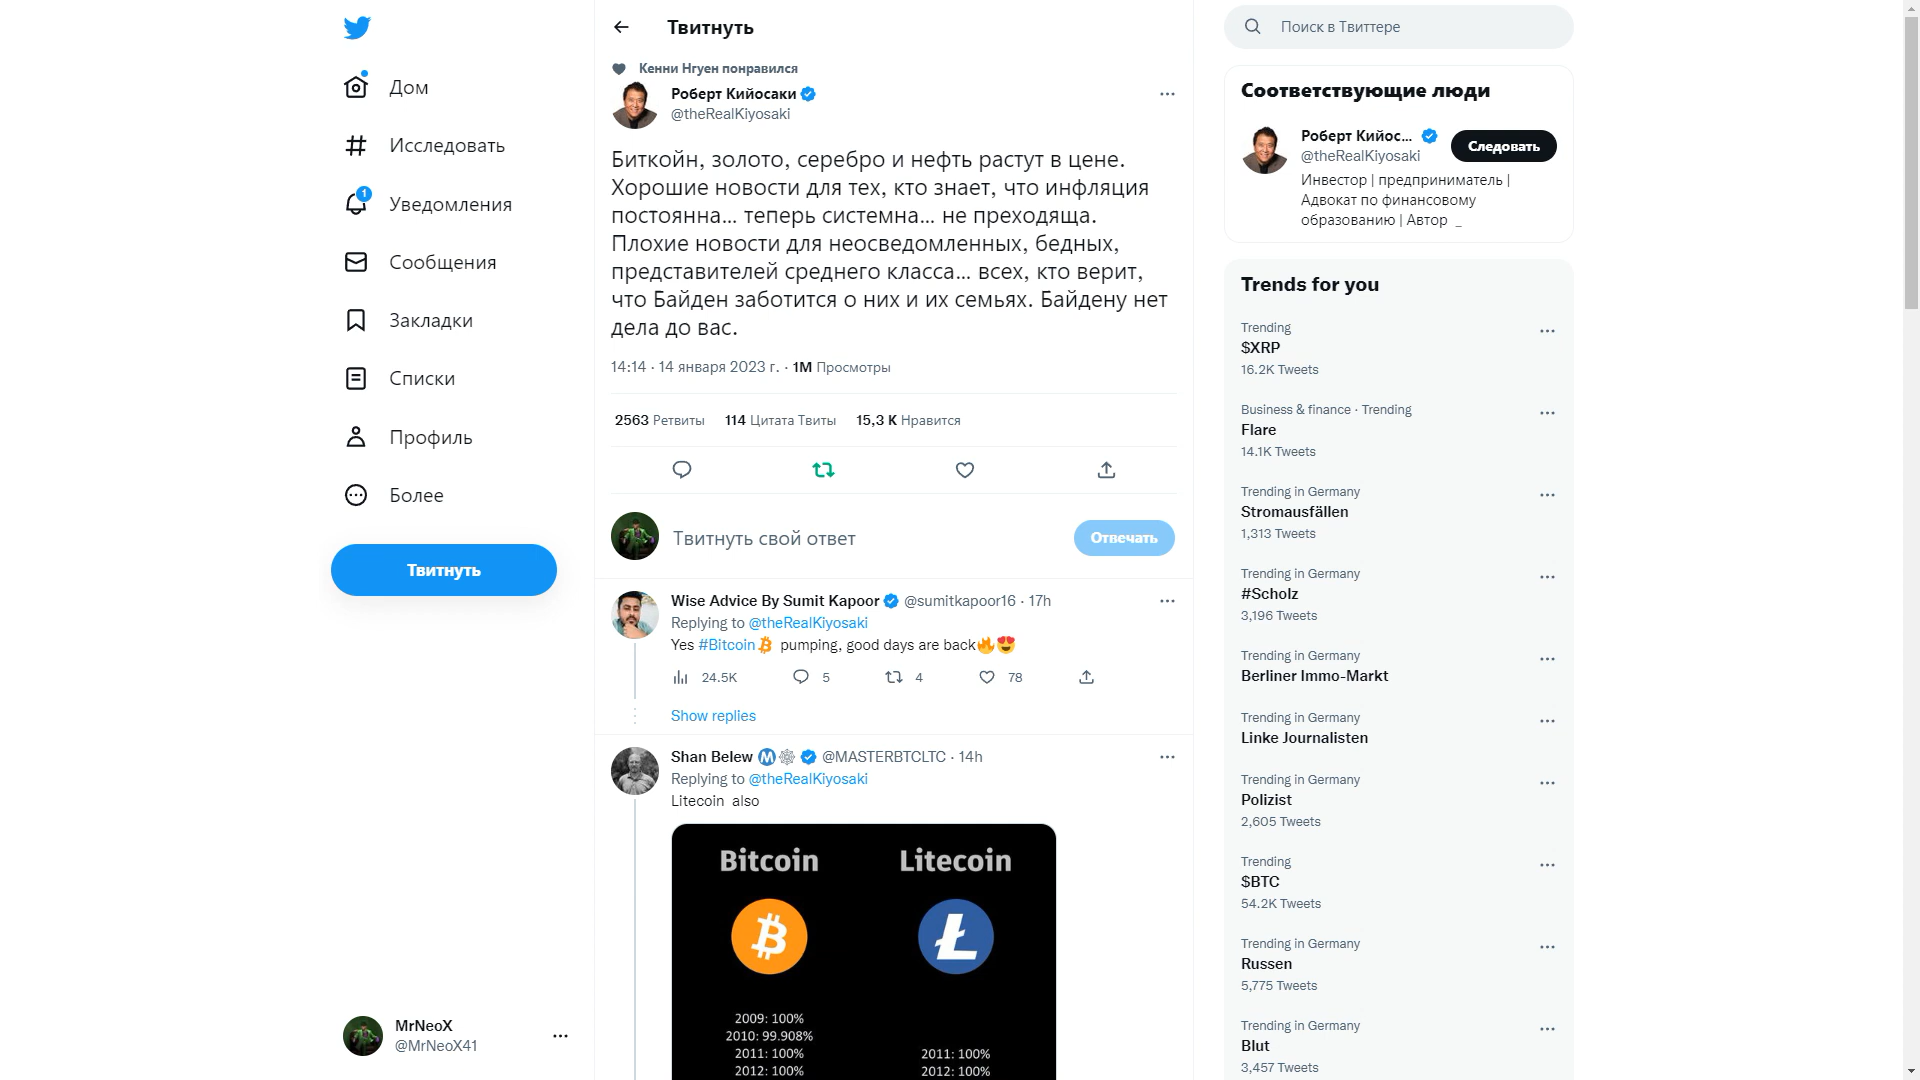 Дом
Исследовать
1
Уведомления
Сообщения
Закладки
Списки
Профиль
Более
Твитнуть
MrNeoX
@MrNeoX41
Твитнуть
Кенни Нгуен понравился
Роберт Кийосаки
@theRealKiyosaki
Биткойн, золото, серебро и нефть растут в цене.
Хорошие новости для тех, кто знает, что инфляция
постоянна... теперь системна... не преходяща.
Плохие новости для неосведомленных, бедных,
представителей среднего класса... всех, кто верит,
что Байден заботится о них и их семьях. Байдену нет
дела до вас.
14:14 · 14 января 2023 г. · 1M Просмотры
2563 Ретвиты 114 Цитата Твиты 15,3 K Нравится
Твитнуть свой ответ
Отвечать
Wise Advice By Sumit Kapoor @sumitkapoor16 · 17h
Replying to @theRealKiyosaki
Yes #Bitcoin pumping, good days are back🔥😍
24.5K 5 4 78
Show replies
Shan Belew @MASTERBTCLTC · 14h
Replying to @theRealKiyosaki
Litecoin also
Bitcoin Litecoin
2009: 100%
2010: 99.908%
2011: 100% 2011: 100%
2012: 100% 2012: 100%
Поиск в Твиттере
Соответствующие люди
Роберт Кийос...
@theRealKiyosaki
Следовать
Инвестор | предприниматель |
Адвокат по финансовому
образованию | Автор _
Trends for you
Trending
$XRP
16.2K Tweets
Business & finance · Trending
Flare
14.1K Tweets
Trending in Germany
Stromausfällen
1,313 Tweets
Trending in Germany
#Scholz
3,196 Tweets
Trending in Germany
Berliner Immo-Markt
Trending in Germany
Linke Journalisten
Trending in Germany
Polizist
2,605 Tweets
Trending
$BTC
54.2K Tweets
Trending in Germany
Russen
5,775 Tweets
Trending in Germany
Blut
3,457 Tweets